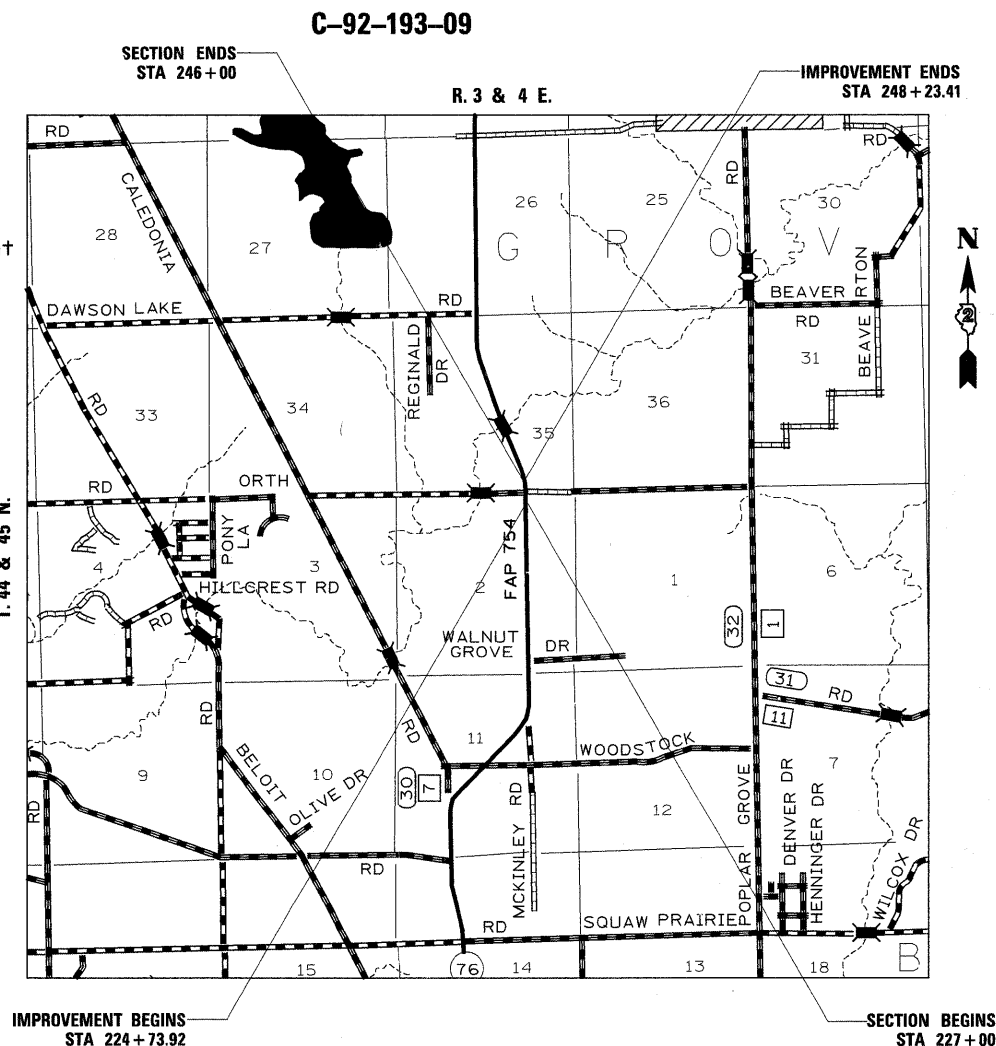 C–92–193–09
SECTION ENDS
STA 246+00
IMPROVEMENT ENDS
STA 248+23.41
R. 3 & 4 E.
RD
RD
RD
26
25
30
CALEDONIA
28
27
G R O V
N
2
BEAVERTON
DAWSON LAKE
RD
BEAVER
RD
REGINALD
DR
31
BEAVE
RD
33
34
36
35
RD
ORTH
T. 44 & 45 N.
PONY
LA
FAP 754
4
3
2
1
6
HILLCREST RD
RD
32
1
WALNUT
GROVE
DR
31
RD
11
RD
RD
11
WOODSTOCK
BELOIT
9
10
OLIVE DR
30
7
RD
7
12
GROVE
DENVER DR
HENNINGER DR
RD
RD
MCKINLEY
POPLAR
WILCOX DR
RD
SQUAW PRAIRIE
76
15
14
13
18
B
IMPROVEMENT BEGINS
STA 224+73.92
SECTION BEGINS
STA 227+00